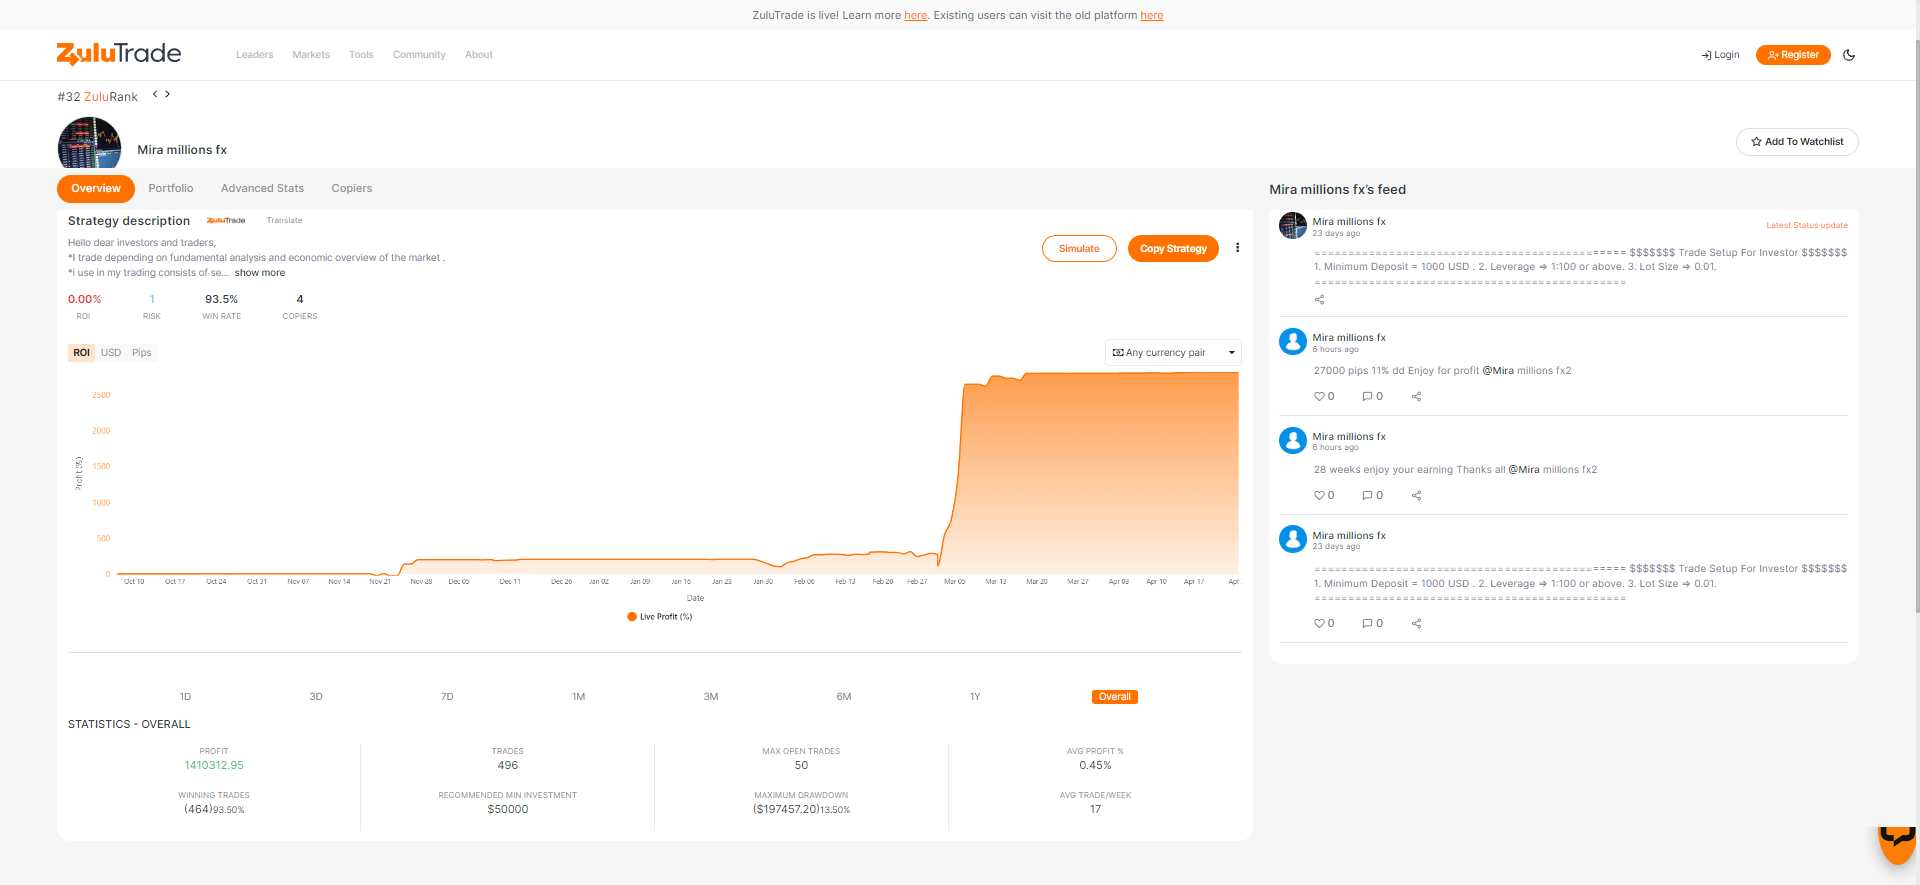 ZuluTrade is live! Learn more here. Existing users can visit the old platform here
ZuluTrade
Leaders Markets Tools Community About
Login Register
#32 ZuluRank < >
Mira millions fx
Add To Watchlist
Overview Portfolio Advanced Stats Copiers
Strategy description ZuluTrade Translate
Hello dear investors and traders,
*I trade depending on fundamental analysis and economic overview of the market .
*i use in my trading consists of se... show more
Simulate Copy Strategy
0.00% 1 93.5% 4
ROI RISK WIN RATE COPIERS
ROI USD Pips
Any currency pair
Profit (%)
2500
2000
1500
1000
500
0
Oct 10 Oct 17 Oct 24 Oct 31 Nov 07 Nov 14 Nov 21 Nov 28 Dec 05 Dec 11 Dec 26 Jan 02 Jan 09 Jan 16 Jan 23 Jan 30 Feb 06 Feb 13 Feb 20 Feb 27 Mar 05 Mar 13 Mar 20 Mar 27 Apr 03 Apr 10 Apr 17 Apr
Date
Live Profit (%)
1D 3D 7D 1M 3M 6M 1Y Overall
STATISTICS - OVERALL
PROFIT TRADES MAX OPEN TRADES AVG PROFIT %
1410312.95 496 50 0.45%
WINNING TRADES RECOMMENDED MIN INVESTMENT MAXIMUM DRAWDOWN AVG TRADE/WEEK
(464)93.50% $50000 ($197457.20)13.50% 17
Mira millions fx's feed
Mira millions fx
23 days ago
Latest Status update
============================================= $$$$$$$ Trade Setup For Investor $$$$$$$
1. Minimum Deposit = 1000 USD . 2. Leverage => 1:100 or above. 3. Lot Size => 0.01.
=============================================
Mira millions fx
6 hours ago
27000 pips 11% dd Enjoy for profit @Mira millions fx2
0 0
Mira millions fx
6 hours ago
28 weeks enjoy your earning Thanks all @Mira millions fx2
0 0
Mira millions fx
23 days ago
============================================= $$$$$$$ Trade Setup For Investor $$$$$$$
1. Minimum Deposit = 1000 USD . 2. Leverage => 1:100 or above. 3. Lot Size => 0.01.
=============================================
0 0